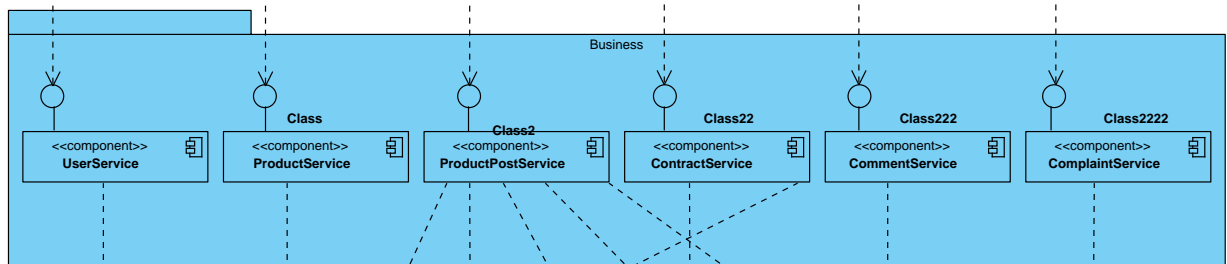 Business
Class
Class2
Class22
Class222
Class2222
<<component>>
UserService
<<component>>
ProductService
<<component>>
ProductPostService
<<component>>
ContractService
<<component>>
CommentService
<<component>>
ComplaintService